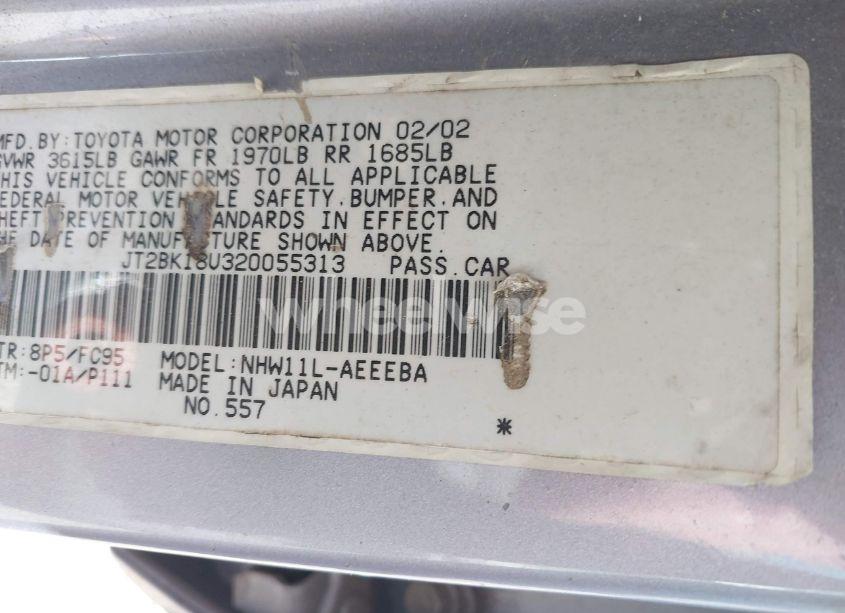 MFD. BY: TOYOTA MOTOR CORPORATION 02/02
GVWR 3615LB GAWR FR 1970LB RR 1685LB
THIS VEHICLE CONFORMS TO ALL APPLICABLE
FEDERAL MOTOR VEHICLE SAFETY, BUMPER, AND
THEFT PREVENTION STANDARDS IN EFFECT ON
THE DATE OF MANUFACTURE SHOWN ABOVE.
JT2BK18U320055313 PASS. CAR
wheelwise
TR: 8P5/FC95 MODEL: NHW11L-AEEEBA
TM: -01A/P111 MADE IN JAPAN
NO. 557
*